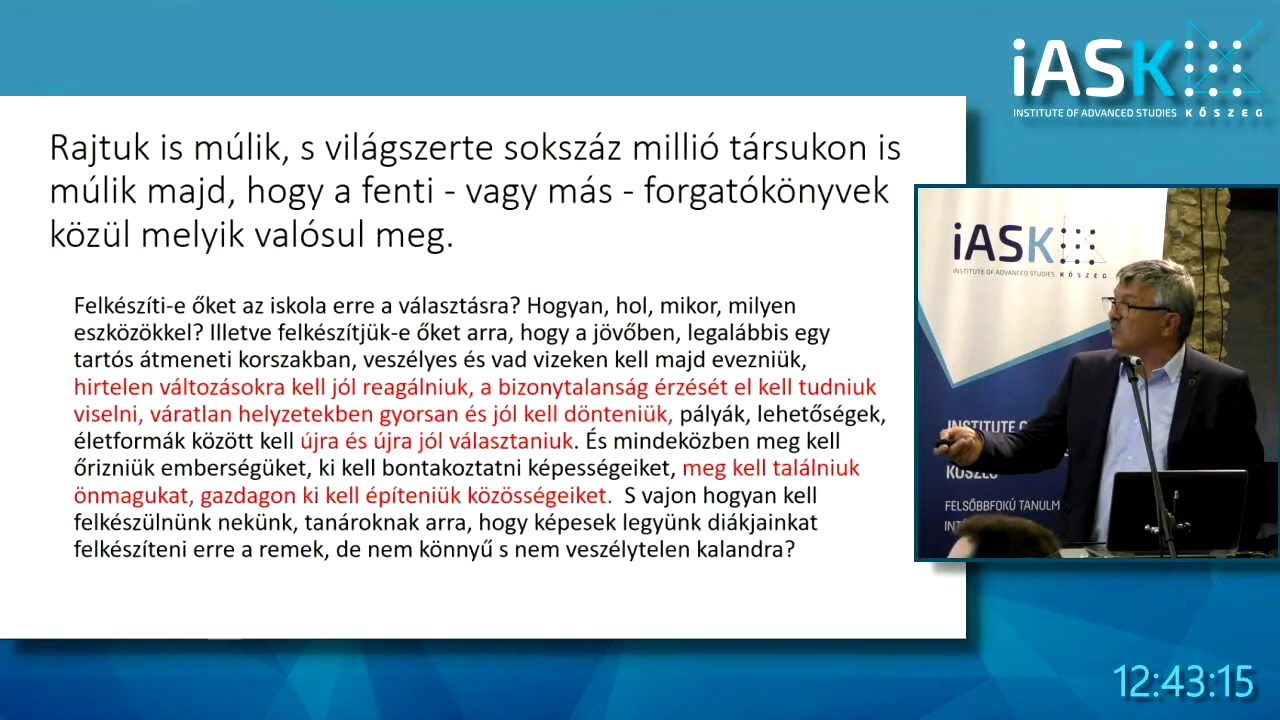 iASK
INSTITUTE OF ADVANCED STUDIES KŐSZEG
Rajtuk is múlik, s világszerte sokszáz millió társukon is
múlik majd, hogy a fenti - vagy más - forgatókönyvek
közül melyik valósul meg.
Felkészíti-e őket az iskola erre a választásra? Hogyan, hol, mikor, milyen
eszközökkel? Illetve felkészítjük-e őket arra, hogy a jövőben, legalábbis egy
tartós átmeneti korszakban, veszélyes és vad vizeken kell majd evezniük,
hirtelen változásokra kell jól reagálniuk, a bizonytalanság érzését el kell tudniuk
viselni, váratlan helyzetekben gyorsan és jól kell dönteniük, pályák, lehetőségek,
életformák között kell újra és újra jól választaniuk. És mindeközben meg kell
őrizniük emberségüket, ki kell bontakoztatni képességeiket, meg kell találniuk
önmagukat, gazdagon ki kell építeniük közösségeiket. S vajon hogyan kell
felkészülnünk nekünk, tanároknak arra, hogy képesek legyünk diákjainkat
felkészíteni erre a remek, de nem könnyű s nem veszélytelen kalandra?
iASK
INSTITUTE OF ADVANCED STUDIES KŐSZEG
INSTITUTE
KŐSZEG
FELSŐBBFOKÚ TANULM
INT
12:43:15